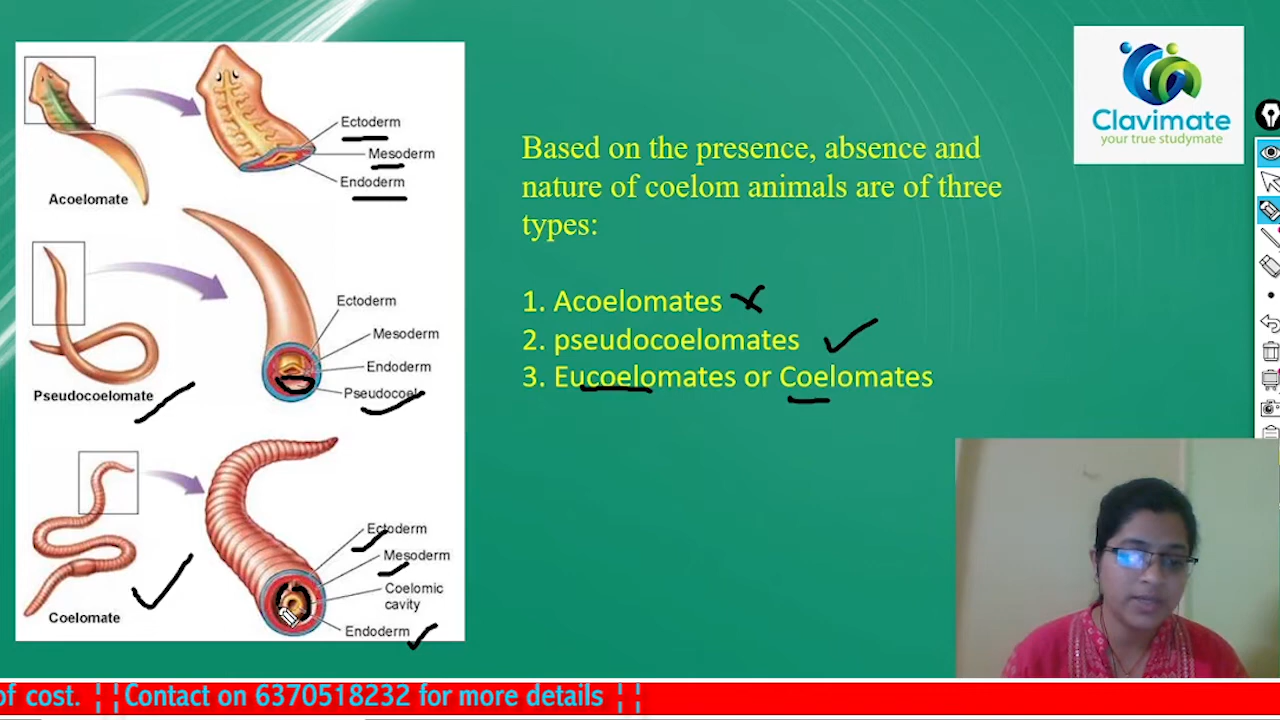 Ectoderm
Mesoderm
Endoderm
Acoelomate
Ectoderm
Mesoderm
Endoderm
Pseudocoel
Pseudocoelomate
Ectoderm
Mesoderm
Coelomic
cavity
Endoderm
Coelomate
Based on the presence, absence and
nature of coelom animals are of three
types:
1. Acoelomates
2. pseudocoelomates
3. Eucoelomates or Coelomates
Clavimate
your true studymate
of cost. ¦¦Contact on 6370518232 for more details ¦¦